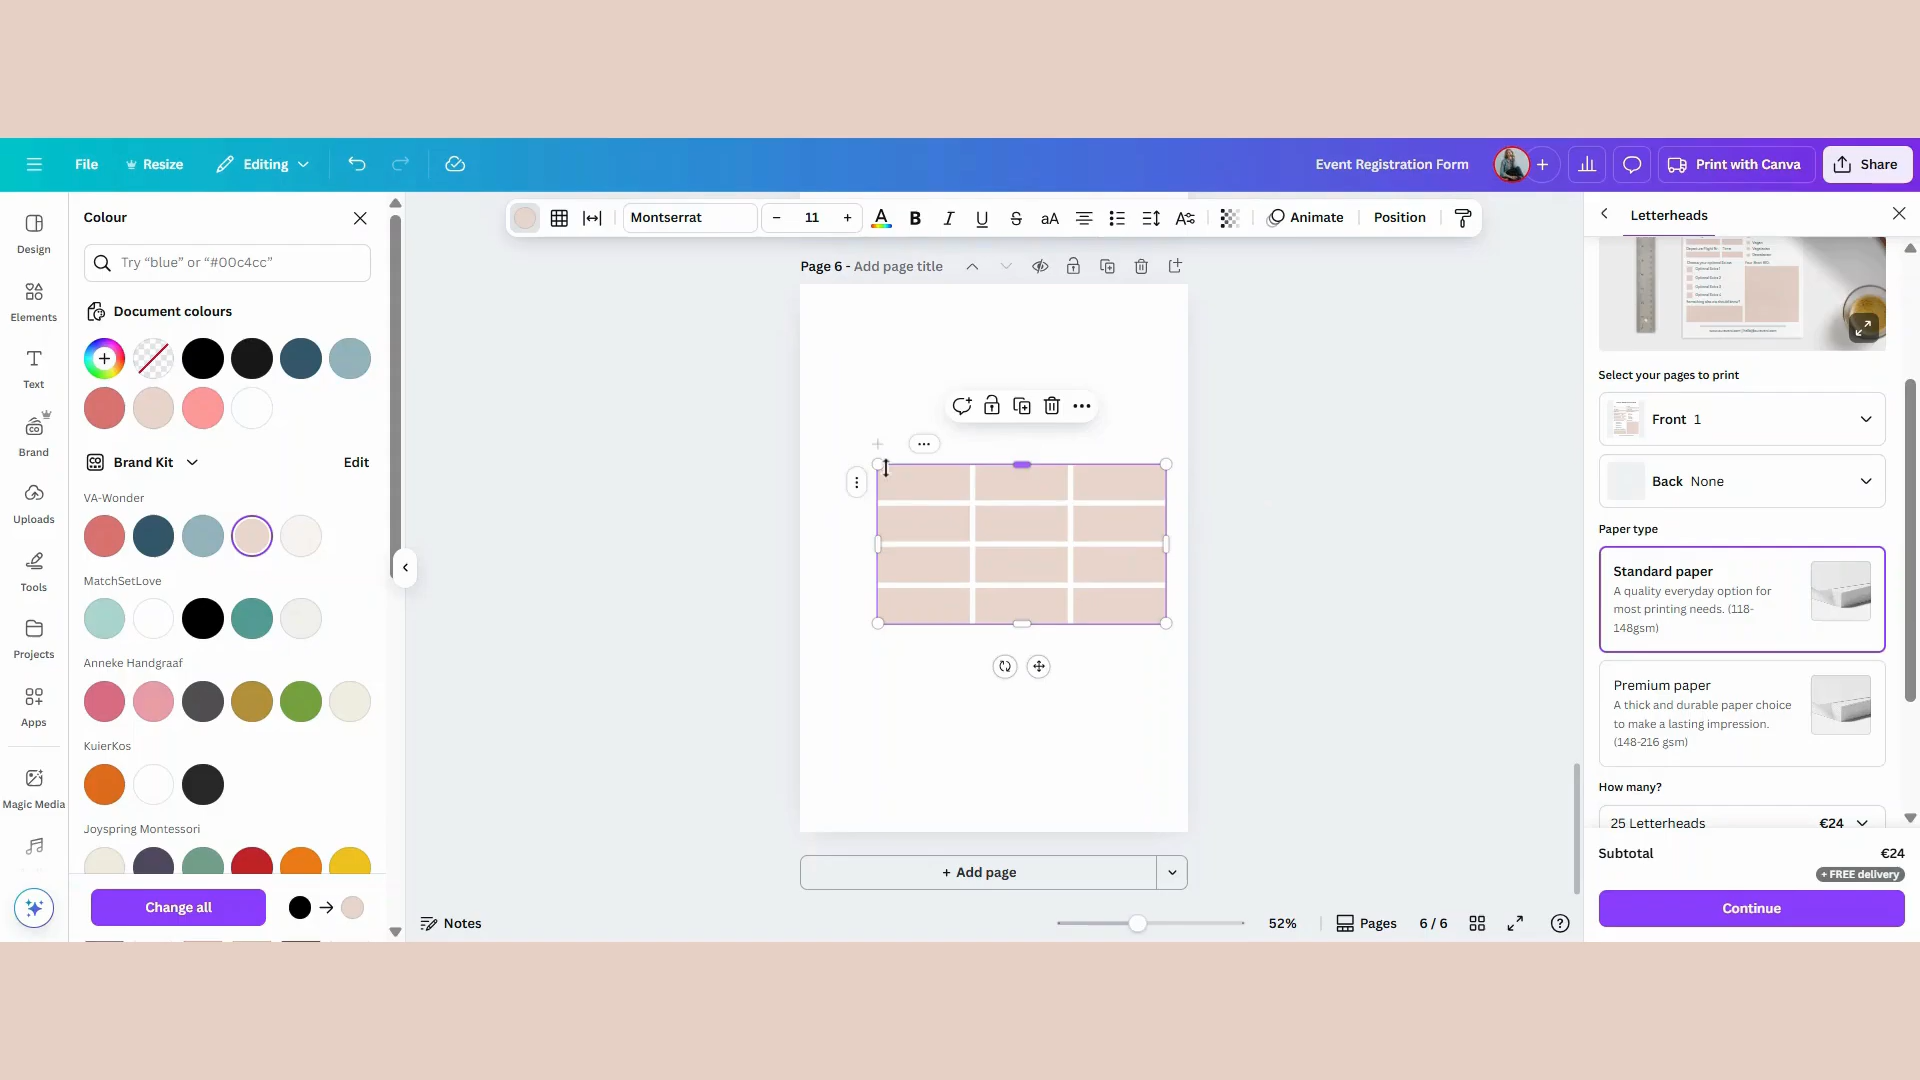 File
Resize
Editing
Event Registration Form
Print with Canva
Share
Design
Elements
Text
Brand
Uploads
Tools
Projects
Apps
Magic Media
Colour
Try “blue” or “#00c4cc”
Document colours
Brand Kit
Edit
VA-Wonder
MatchSetLove
Anneke Handgraaf
KuierKos
Joyspring Montessori
Change all
Montserrat
– 11 +
A B I U S aA
Animate
Position
Page 6 - Add page title
+ Add page
Notes
52%
Pages
6 / 6
Letterheads
Select your pages to print
Front 1
Back None
Paper type
Standard paper
A quality everyday option for
most printing needs. (118-
148gsm)
Premium paper
A thick and durable paper choice
to make a lasting impression.
(148-216 gsm)
How many?
25 Letterheads €24
Subtotal €24
+ FREE delivery
Continue